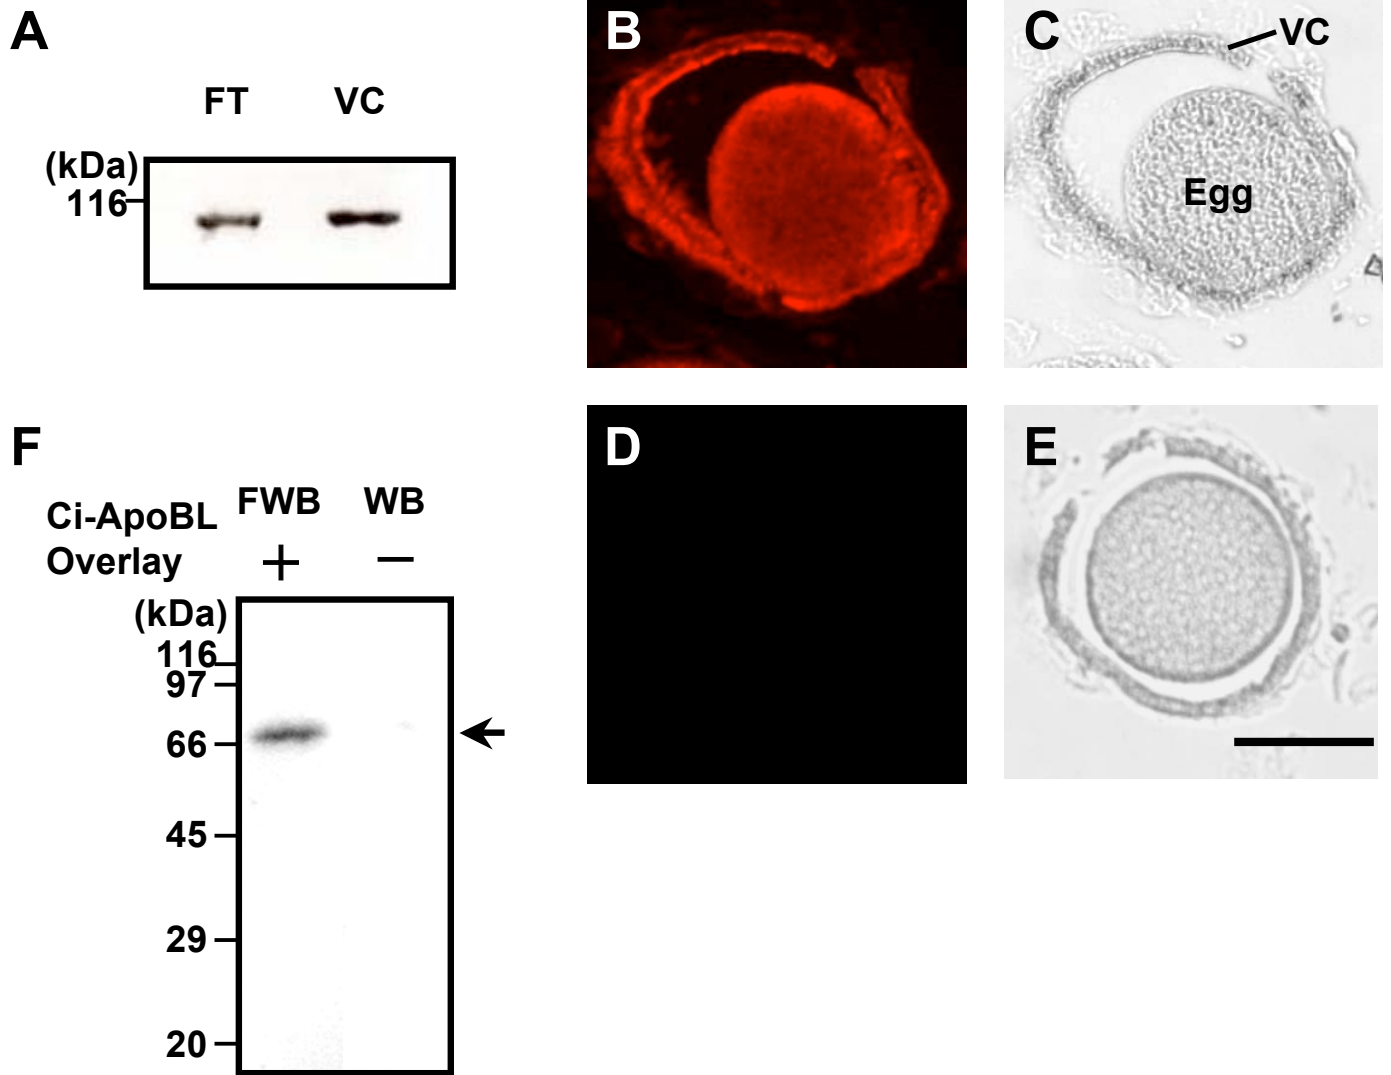 A
FT VC
(kDa)
116
B
C
VC
Egg
F
Ci-ApoBL FWB WB
Overlay + −
(kDa)
116
97
66
45
29
20
D
E